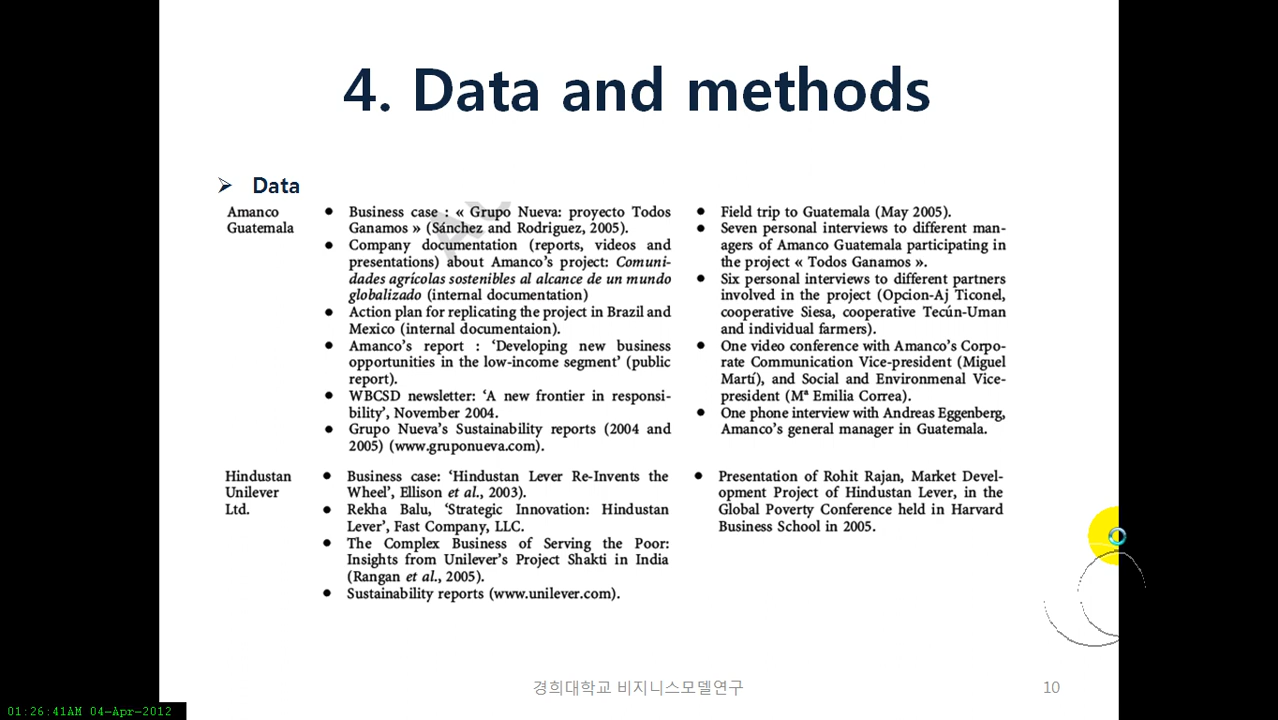 4. Data and methods
➢ Data
Amanco
Guatemala
● Business case : « Grupo Nueva: proyecto Todos
Ganamos » (Sánchez and Rodriguez, 2005).
● Company documentation (reports, videos and
presentations) about Amanco's project: Comuni-
dades agrícolas sostenibles al alcance de un mundo
globalizado (internal documentation)
● Action plan for replicating the project in Brazil and
Mexico (internal documentaion).
● Amanco's report : 'Developing new business
opportunities in the low-income segment' (public
report).
● WBCSD newsletter: 'A new frontier in responsi-
bility', November 2004.
● Grupo Nueva's Sustainability reports (2004 and
2005) (www.gruponueva.com).
● Field trip to Guatemala (May 2005).
● Seven personal interviews to different man-
agers of Amanco Guatemala participating in
the project « Todos Ganamos ».
● Six personal interviews to different partners
involved in the project (Opcion-Aj Ticonel,
cooperative Siesa, cooperative Tecún-Uman
and individual farmers).
● One video conference with Amanco's Corpo-
rate Communication Vice-president (Miguel
Martí), and Social and Environmenal Vice-
president (Mª Emilia Correa).
● One phone interview with Andreas Eggenberg,
Amanco's general manager in Guatemala.
Hindustan
Unilever
Ltd.
● Business case: 'Hindustan Lever Re-Invents the
Wheel', Ellison et al., 2003).
● Rekha Balu, 'Strategic Innovation: Hindustan
Lever', Fast Company, LLC.
● The Complex Business of Serving the Poor:
Insights from Unilever's Project Shakti in India
(Rangan et al., 2005).
● Sustainability reports (www.unilever.com).
● Presentation of Rohit Rajan, Market Devel-
opment Project of Hindustan Lever, in the
Global Poverty Conference held in Harvard
Business School in 2005.
경희대학교 비지니스모델연구
10
01:26:41AM 04-Apr-2012